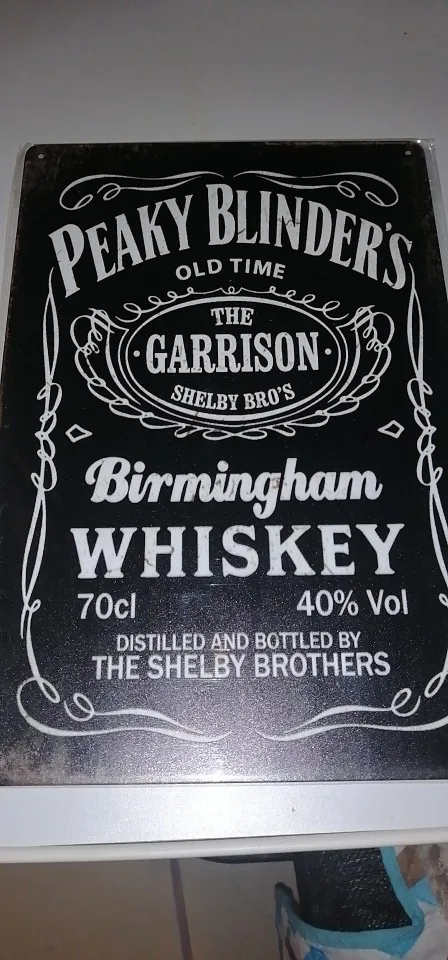 PEAKY BLINDER'S
OLD TIME
THE
·GARRISON·
SHELBY BRO'S
Birmingham
WHISKEY
70cl 40% Vol
DISTILLED AND BOTTLED BY
THE SHELBY BROTHERS